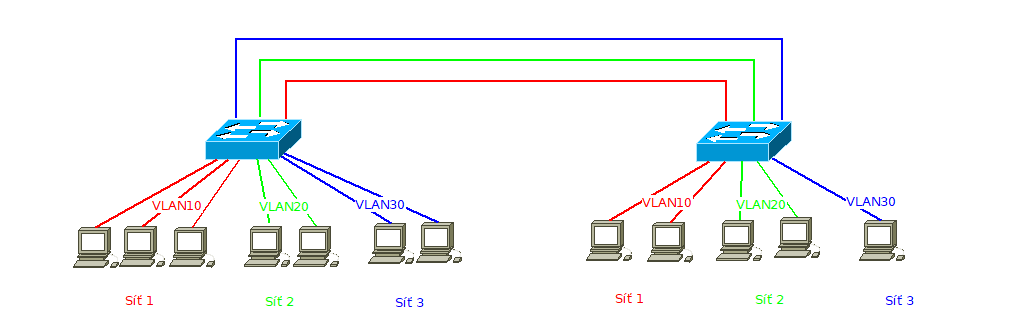 VLAN10
VLAN20
VLAN30
VLAN10
VLAN20
VLAN30
Síť 1
Síť 2
Síť 3
Síť 1
Síť 2
Síť 3